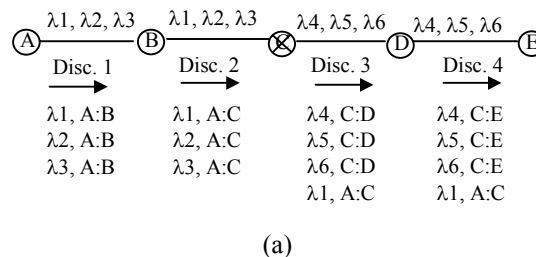 λ1, λ2, λ3 λ1, λ2, λ3 λ4, λ5, λ6 λ4, λ5, λ6
A B C D E
Disc. 1 Disc. 2 Disc. 3 Disc. 4
λ1, A:B λ1, A:C λ4, C:D λ4, C:E
λ2, A:B λ2, A:C λ5, C:D λ5, C:E
λ3, A:B λ3, A:C λ6, C:D λ6, C:E
λ1, A:C λ1, A:C
(a)